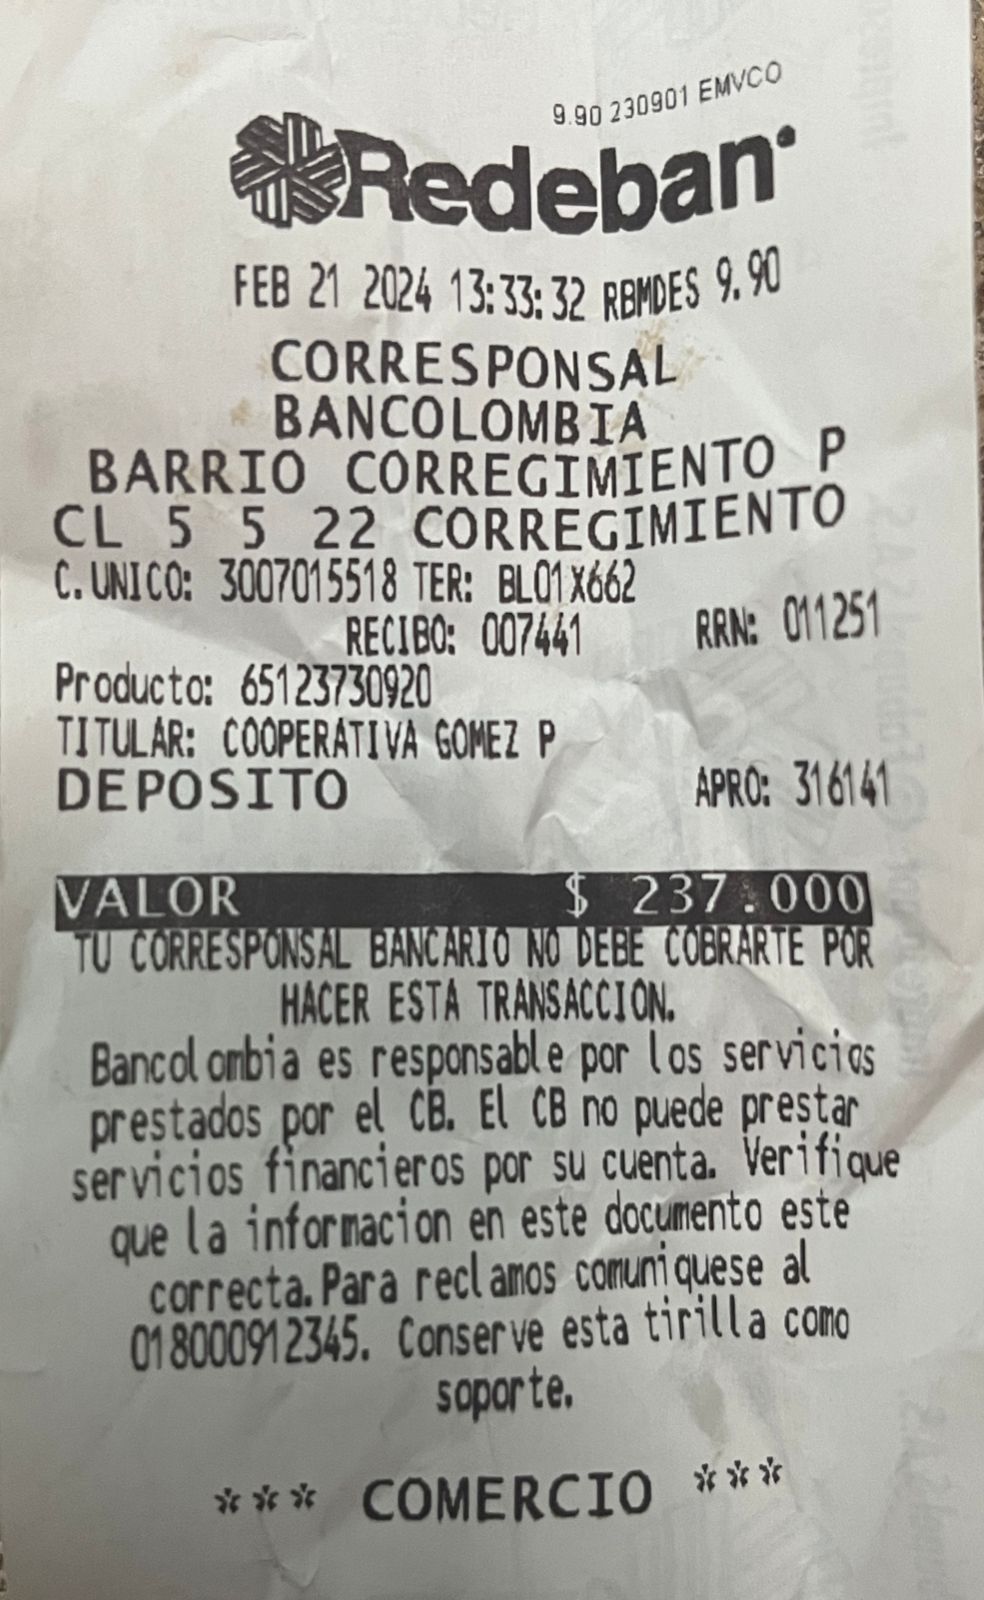 9.90 230901 EMVCO
Redeban
FEB 21 2024 13:33:32 RBMDES 9.90
CORRESPONSAL
BANCOLOMBIA
BARRIO CORREGIMIENTO P
CL 5 5 22 CORREGIMIENTO
C.UNICO: 3007015518 TER: BL01X662
RECIBO: 007441 RRN: 011251
Producto: 65123730920
TITULAR: COOPERATIVA GOMEZ P
DEPOSITO APRO: 316141
VALOR $ 237.000
TU CORRESPONSAL BANCARIO NO DEBE COBRARTE POR
HACER ESTA TRANSACCION.
Bancolombia es responsable por los servicios
prestados por el CB. El CB no puede prestar
servicios financieros por su cuenta. Verifique
que la informacion en este documento este
correcta.Para reclamos comuniquese al
018000912345. Conserve esta tirilla como
soporte.
*** COMERCIO ***